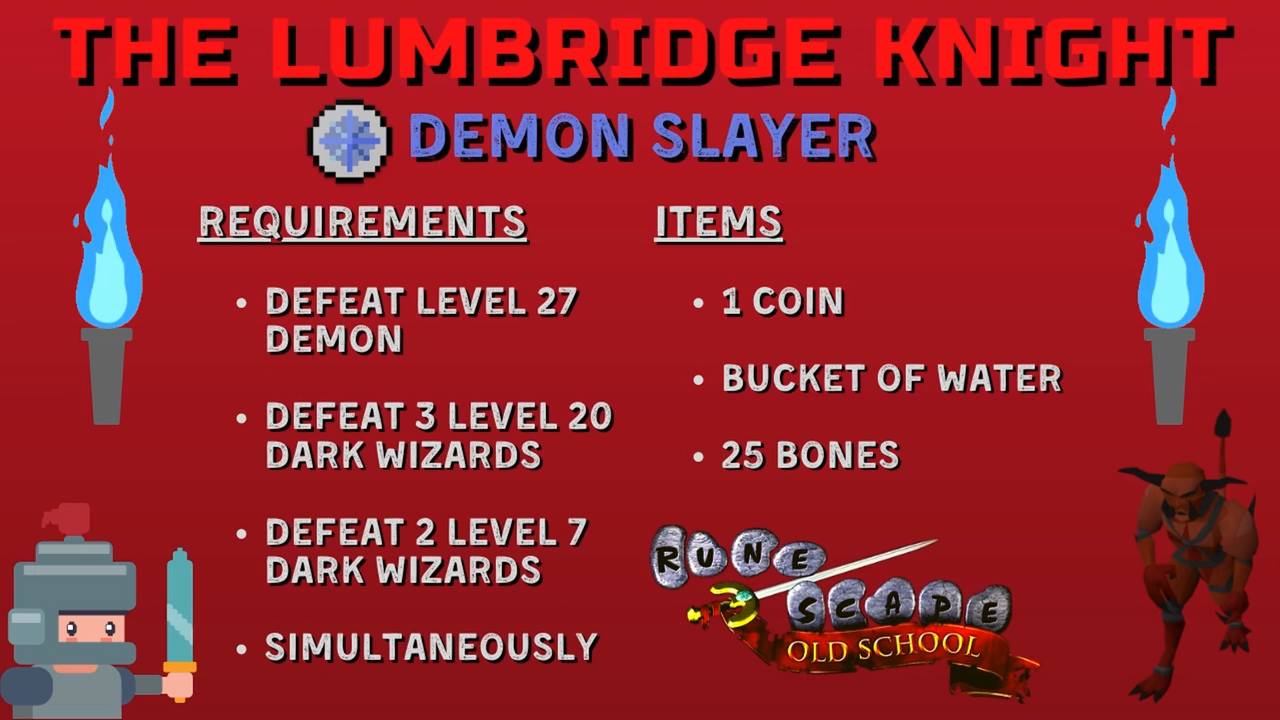 THE LUMBRIDGE KNIGHT
DEMON SLAYER
REQUIREMENTS
• DEFEAT LEVEL 27
DEMON
• DEFEAT 3 LEVEL 20
DARK WIZARDS
• DEFEAT 2 LEVEL 7
DARK WIZARDS
• SIMULTANEOUSLY
ITEMS
• 1 COIN
• BUCKET OF WATER
• 25 BONES
RUNE
SCAPE
OLD SCHOOL